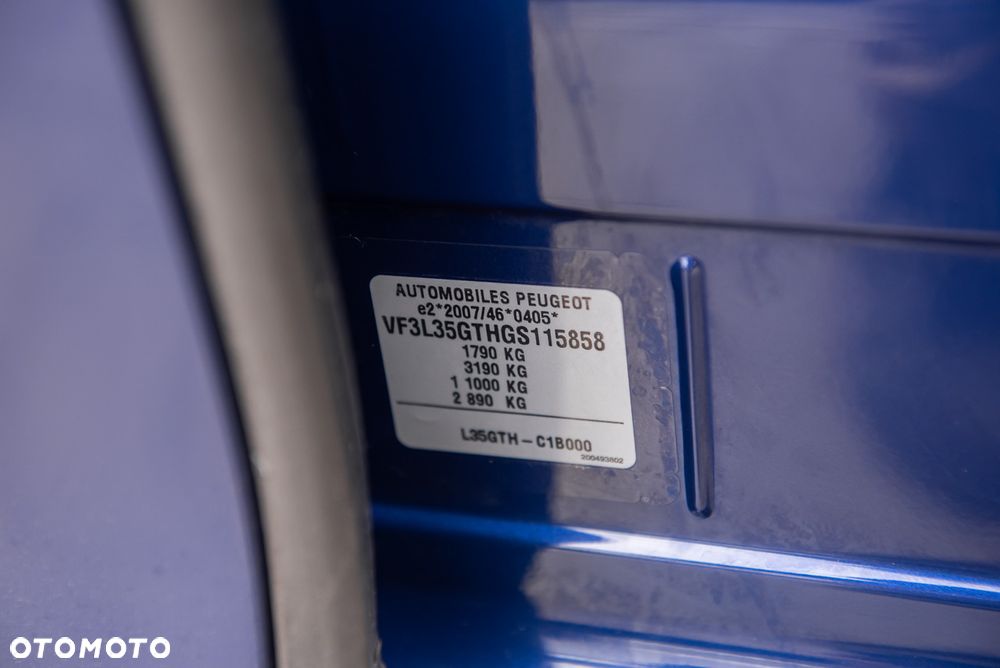 AUTOMOBILES PEUGEOT
e2*2007/46*0405*
VF3L35GTHGS115858
1790 KG
3190 KG
1 1000 KG
2 890 KG
L35GTH-C1B000
200493802
OTOMOTO